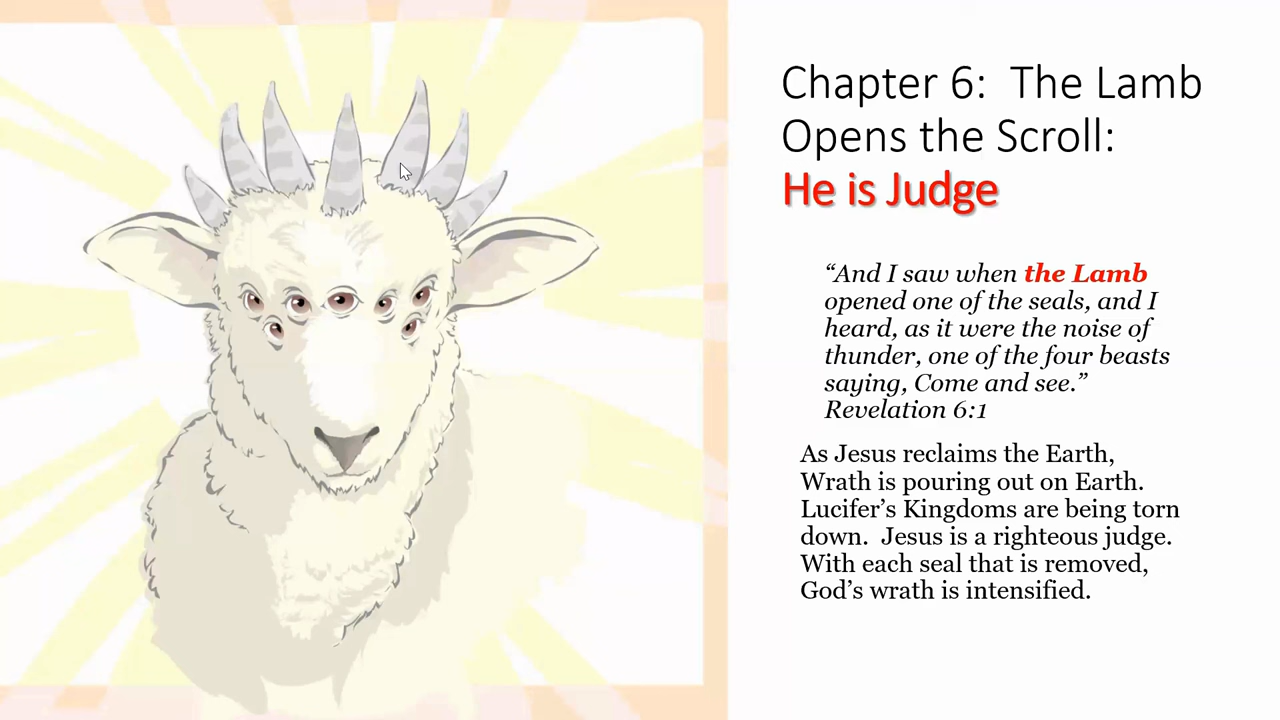 Chapter 6:  The Lamb
Opens the Scroll:
He is Judge
“And I saw when the Lamb
opened one of the seals, and I
heard, as it were the noise of
thunder, one of the four beasts
saying, Come and see.”
Revelation 6:1
As Jesus reclaims the Earth,
Wrath is pouring out on Earth.
Lucifer’s Kingdoms are being torn
down.  Jesus is a righteous judge.
With each seal that is removed,
God’s wrath is intensified.